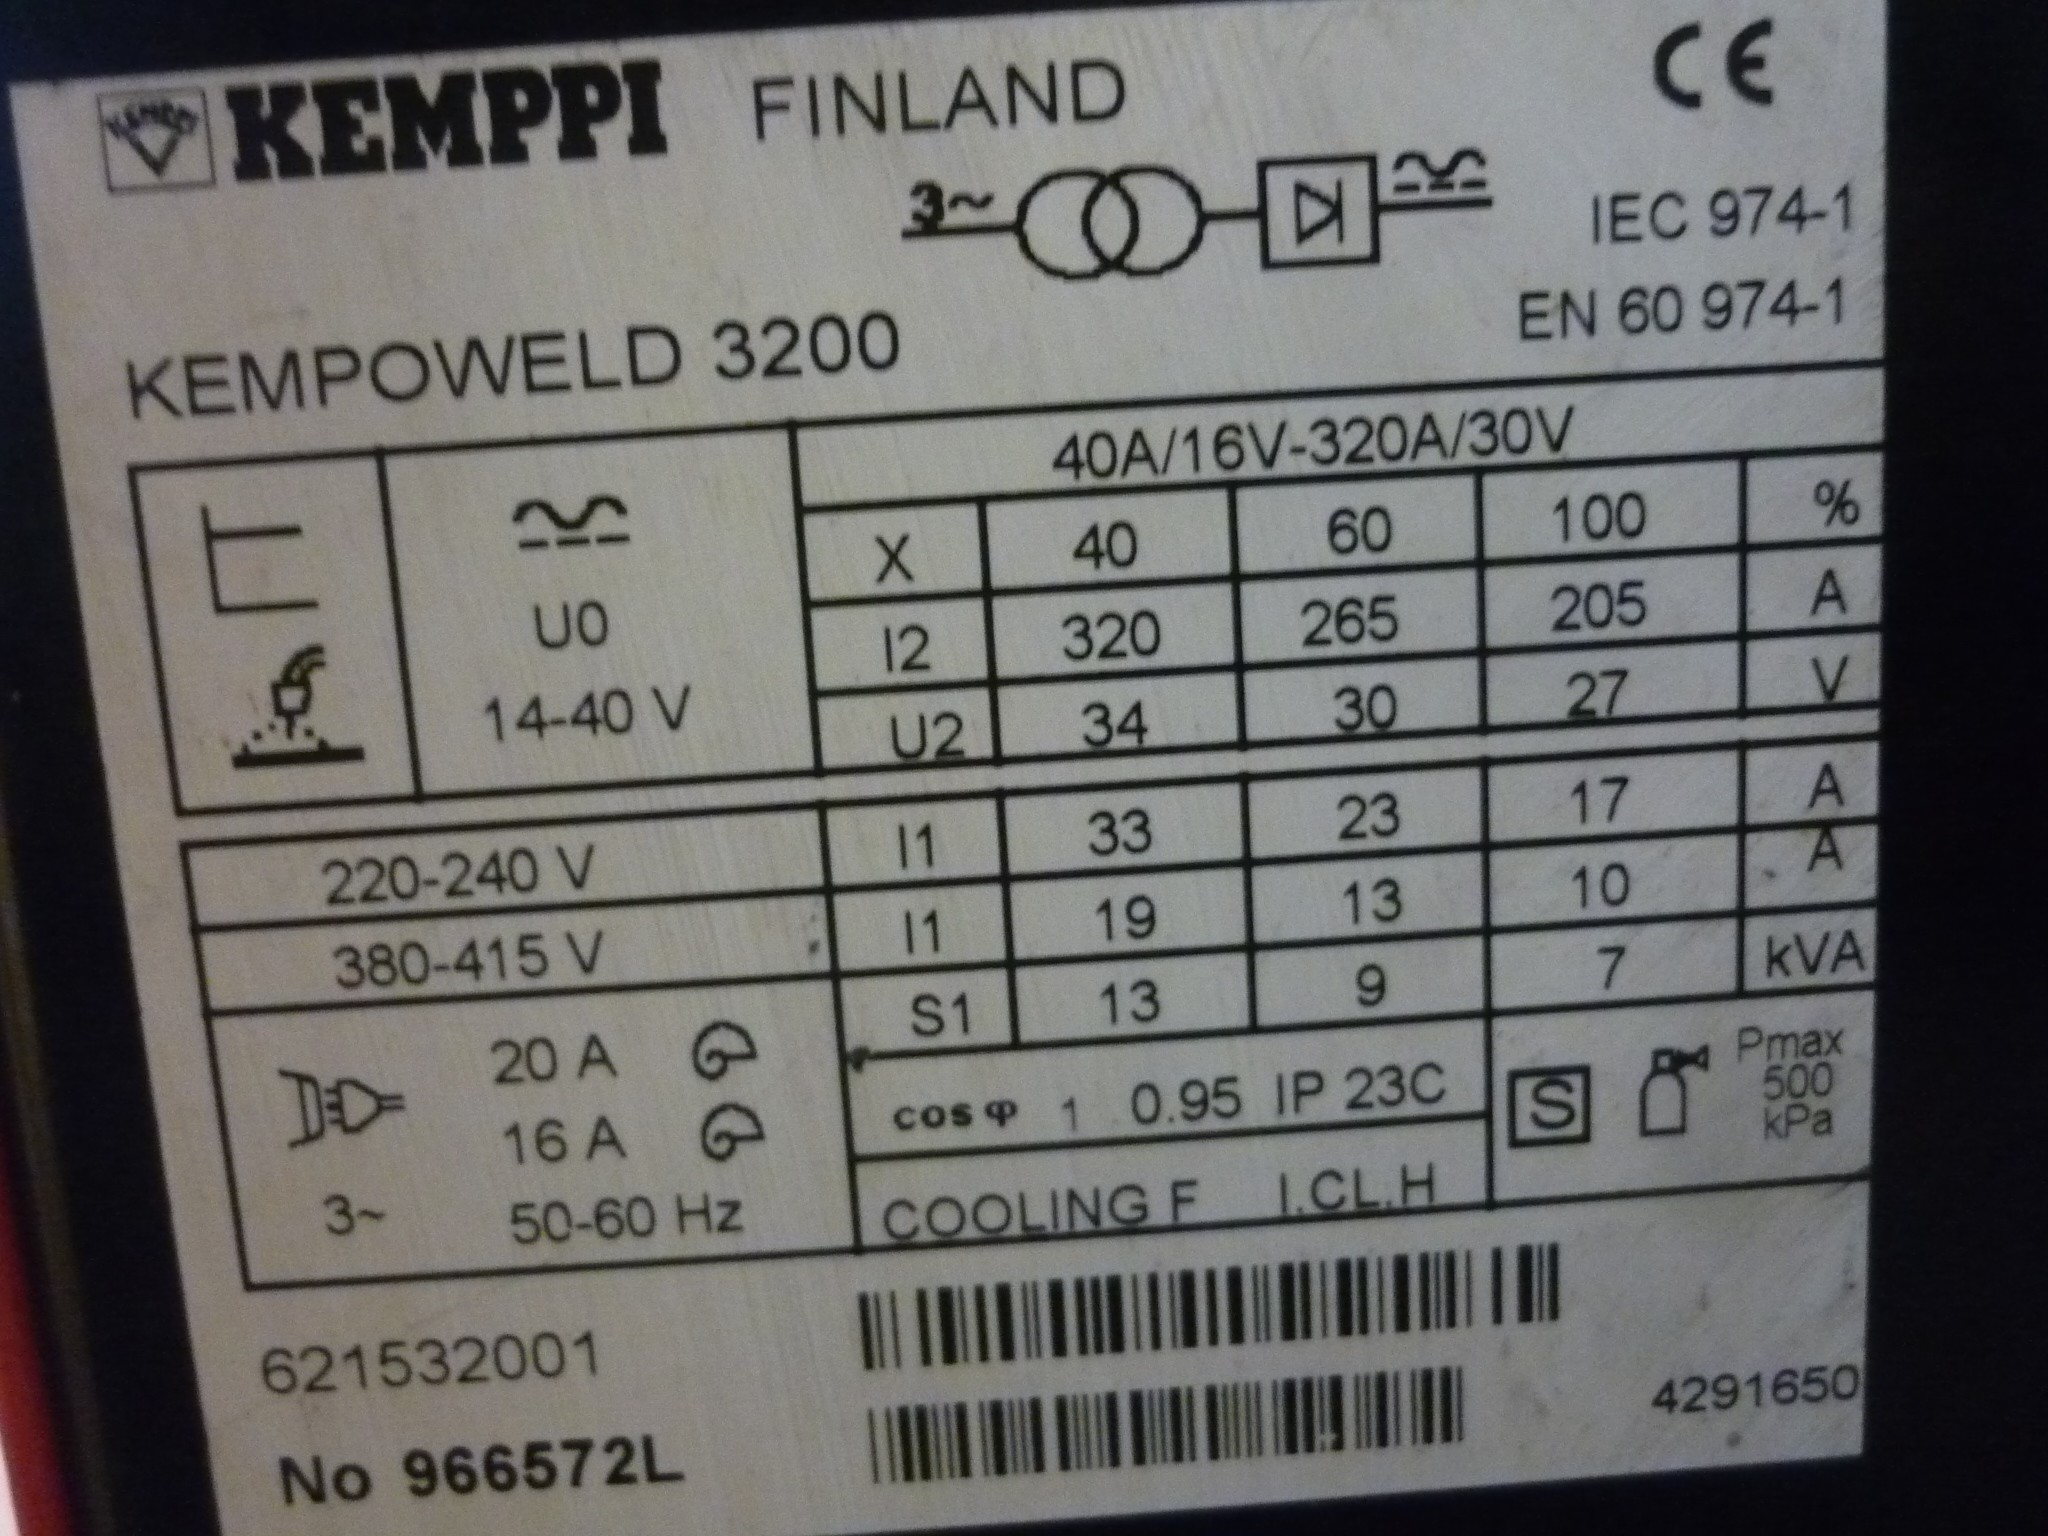 KEMPPI KEMPPI FINLAND CE
3~
IEC 974-1
EN 60 974-1
KEMPOWELD 3200
40A/16V-320A/30V
X 40 60 100 %
U0 I2 320 265 205 A
14-40 V U2 34 30 27 V
220-240 V I1 33 23 17 A
380-415 V I1 19 13 10 A
S1 13 9 7 kVA
20 A
16 A
3~ 50-60 Hz
cos φ 1 0.95 IP 23C
COOLING F I.CL.H
S
Pmax
500
kPa
621532001
No 966572L
4291650